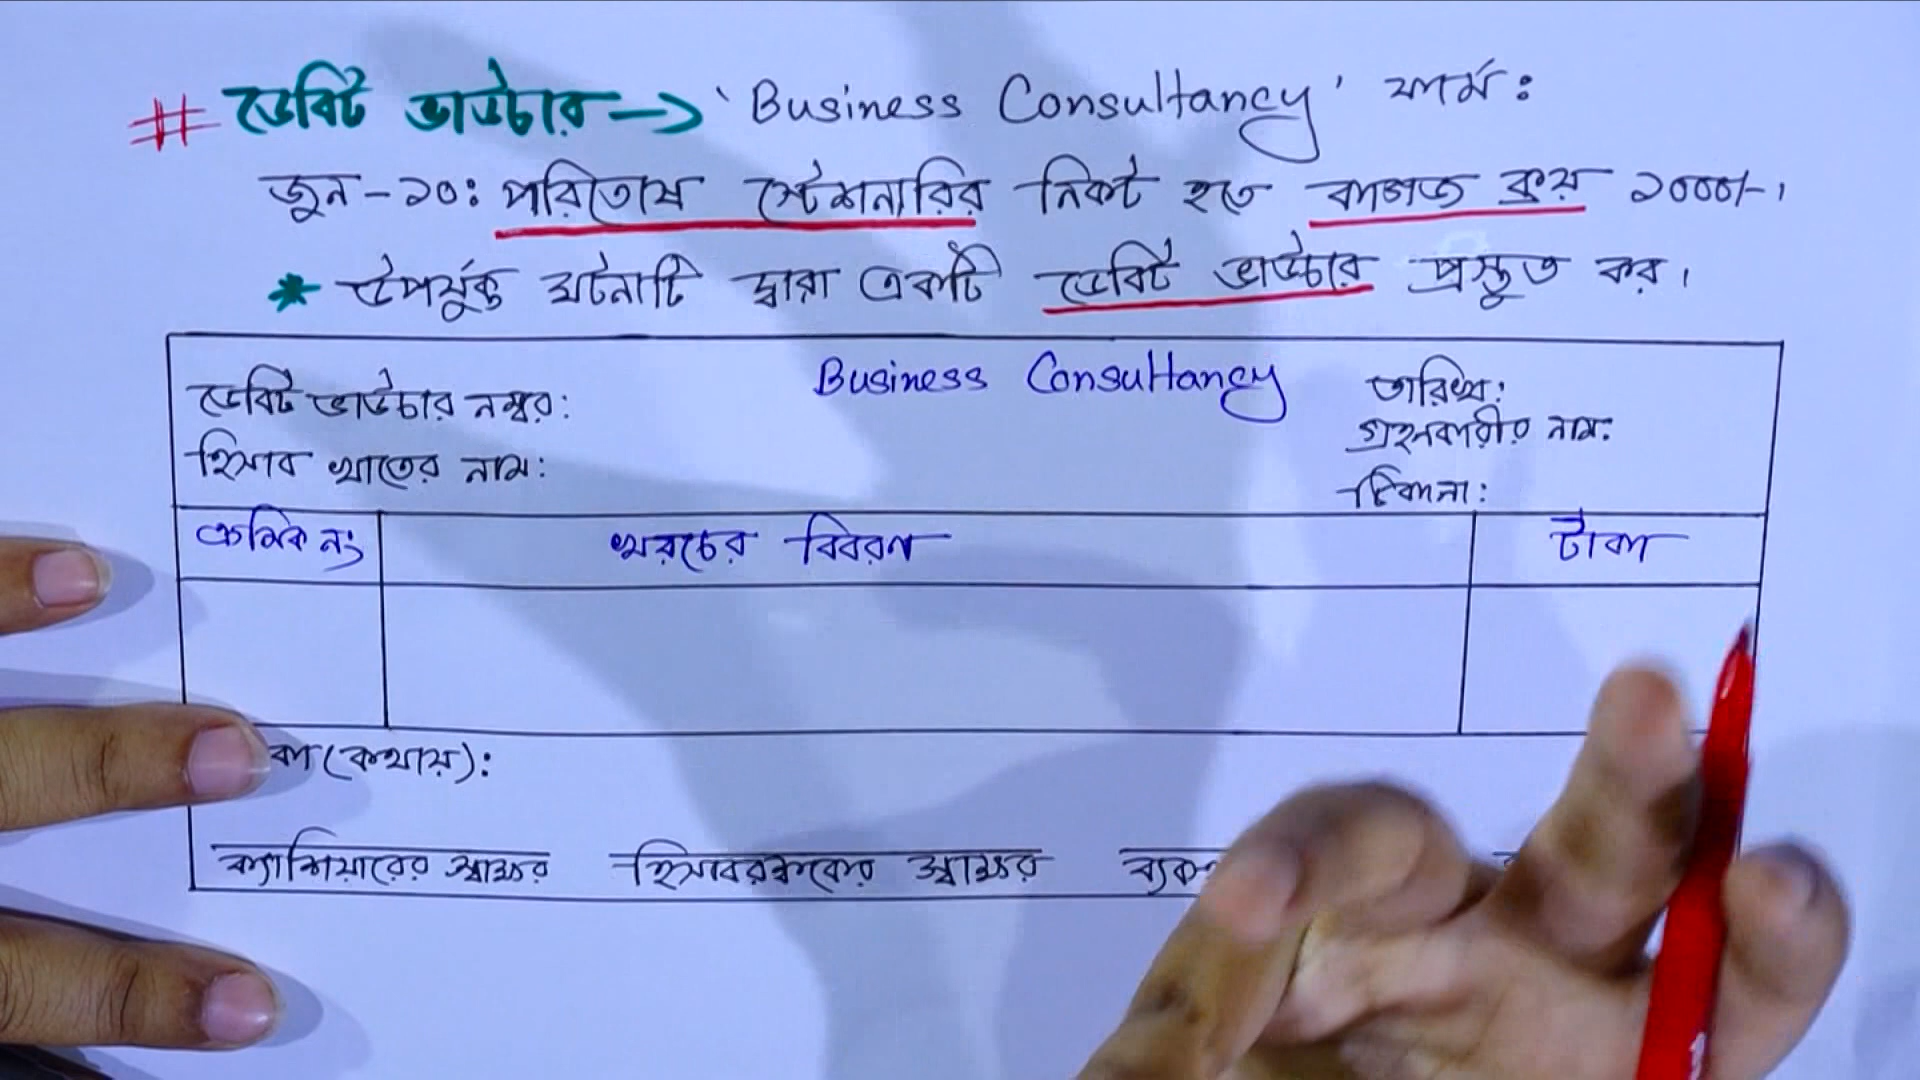 # ডেবিট ভাউচার → 'Business Consultancy' ফার্ম:
জুন - ১০: পরিতোষ স্টেশনারির নিকট হতে কাগজ ক্রয় ১০০০/-।
* উপর্যুক্ত ঘটনাটি দ্বারা একটি ডেবিট ভাউচার প্রস্তুত কর।
Business Consultancy
ডেবিট ভাউচার নম্বর:
হিসাব খাতের নাম:
তারিখ:
গ্রহনকারীর নাম:
ঠিকানা:
ক্রমিক নং খরচের বিবরণ টাকা
কা (কথায়):
ক্যাশিয়ারের স্বাক্ষর হিসাবরক্ষকের স্বাক্ষর